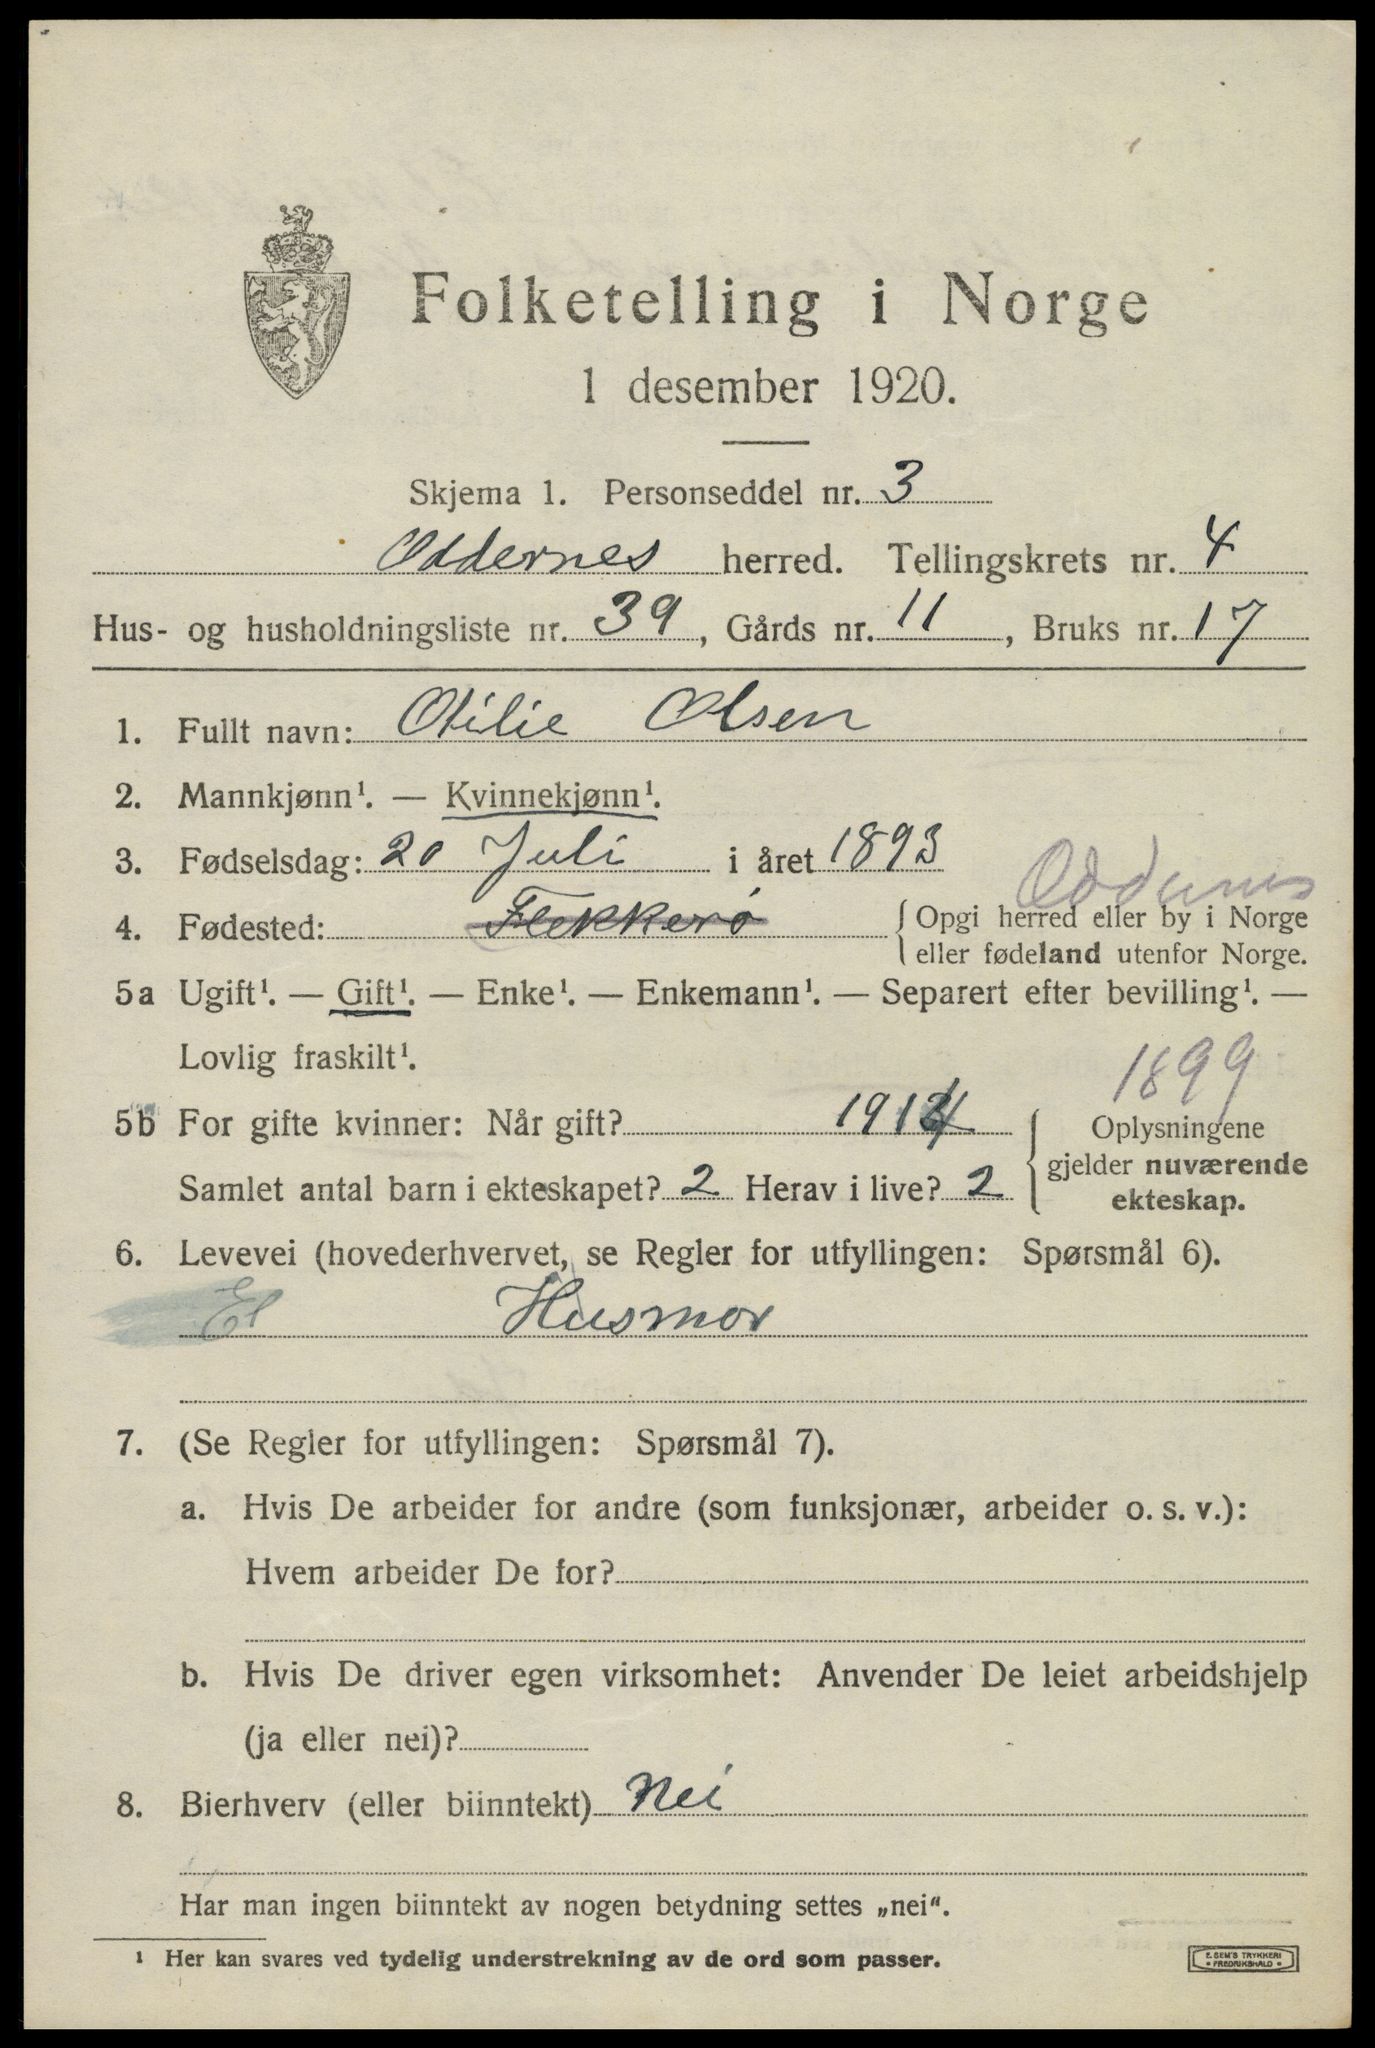 Folketelling i Norge
1 desember 1920.
Skjema 1. Personseddel nr. 3
Oddernes herred. Tellingskrets nr. 4
Hus- og husholdningsliste nr. 39, Gårds nr. 11, Bruks nr. 17
1. Fullt navn: Otilie Olsen
2. Mannkjønn¹. — Kvinnekjønn¹.
3. Fødselsdag: 20 Juli i året 1893
Oddernes
4. Fødested: Flekkerø { Opgi herred eller by i Norge
eller fødeland utenfor Norge.
5a Ugift¹. — Gift¹. — Enke¹. — Enkemann¹. — Separert efter bevilling¹. —
Lovlig fraskilt¹.
1899
5b For gifte kvinner: Når gift? 1914 { Oplysningene
gjelder nuværende
Samlet antal barn i ekteskapet? 2 Herav i live? 2
ekteskap.
6. Levevei (hovederhvervet, se Regler for utfyllingen: Spørsmål 6).
El Husmor
7. (Se Regler for utfyllingen: Spørsmål 7).
a. Hvis De arbeider for andre (som funksjonær, arbeider o. s. v.):
Hvem arbeider De for?
b. Hvis De driver egen virksomhet: Anvender De leiet arbeidshjelp
(ja eller nei)?
8. Bierhverv (eller biinntekt) Nei
Har man ingen biinntekt av nogen betydning settes „nei“.
¹ Her kan svares ved tydelig understrekning av de ord som passer.
E. SEM'S TRYKKERI
• FREDRIKSHALD •